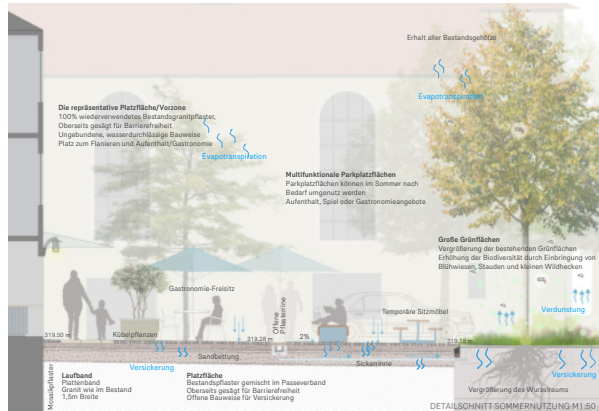 Erhalt aller Bestandsgehölze
Evapotranspiration
Die repräsentative Platzfläche/Vorzone
100% wiederverwendetes Bestandsgranitpflaster,
Oberseits gesägt für Barrierefreiheit
Ungebundene, wasserdurchlässige Bauweise
Platz zum Flanieren und Aufenthalt/Gastronomie
Evapotranspiration
Multifunktionale Parkplatzflächen
Parkplatzflächen können im Sommer nach
Bedarf umgenutz werden
Aufenthalt, Spiel oder Gastronomieangebote
Große Grünflächen
Vergrößerung der bestehenden Grünflächen
Erhöhung der Biodiversität durch Einbringung von
Blühwiesen, Stauden und kleinen Wildhecken
Gastronomie-Freisitz
Temporäre Sitzmöbel
Verdunstung
Offene
Pflasterrinne
319.50 m
Kübelpflanzen
319.28 m
2%
319.18 m
Sandbettung
Sickerrinne
Versickerung
Versickerung
Mosaikpflaster
Laufband
Plattenband
Granit wie im Bestand
1,5m Breite
Platzfläche
Bestandspflaster gemischt im Passeverband
Oberseits gesägt für Barrierefreiheit
Offene Bauweise für Versickerung
Vergrößerung des Wurzelraums
DETAILSCHNITT SOMMERNUTZUNG M1:50